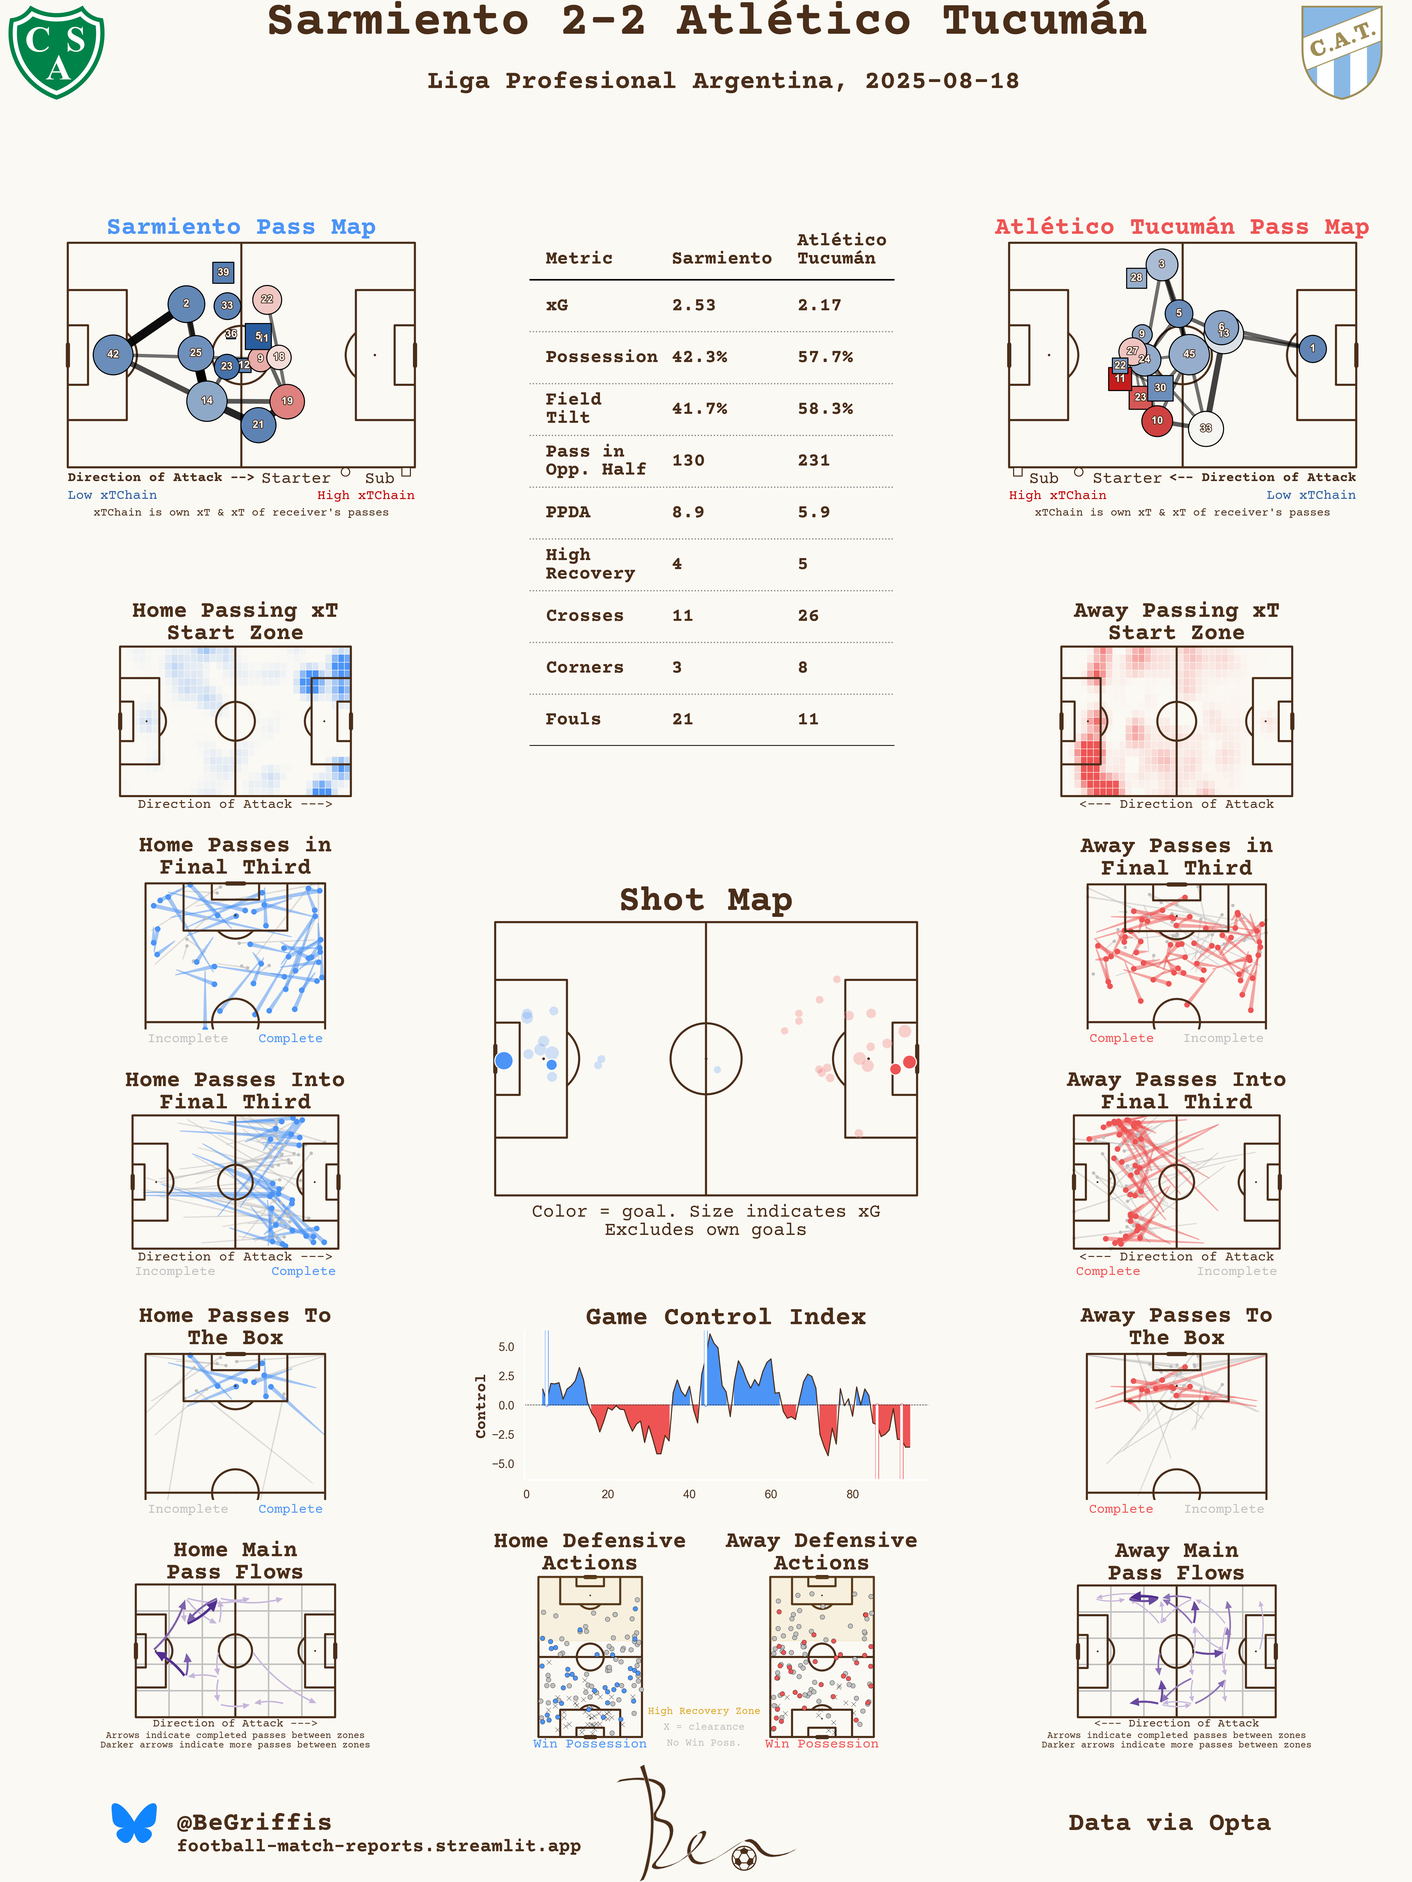 Sarmiento 2-2 Atlético Tucumán
Liga Profesional Argentina, 2025-08-18
C S
A
C.A.T.
Sarmiento Pass Map
39
2
33
22
36
5
11
42
25
23
12
9
18
14
19
21
Direction of Attack --> Starter Sub
Low xTChain High xTChain
xTChain is own xT & xT of receiver's passes
Metric Sarmiento Atlético Tucumán
xG 2.53 2.17
Possession 42.3% 57.7%
Field Tilt 41.7% 58.3%
Pass in Opp. Half 130 231
PPDA 8.9 5.9
High Recovery 4 5
Crosses 11 26
Corners 3 8
Fouls 21 11
Atlético Tucumán Pass Map
3
28
5
6
13
9
27
24
45
1
22
11
30
23
10
33
Sub Starter <-- Direction of Attack
High xTChain Low xTChain
xTChain is own xT & xT of receiver's passes
Home Passing xT
Start Zone
Direction of Attack --->
Away Passing xT
Start Zone
<--- Direction of Attack
Home Passes in
Final Third
Incomplete Complete
Away Passes in
Final Third
Complete Incomplete
Shot Map
Color = goal. Size indicates xG
Excludes own goals
Home Passes Into
Final Third
Direction of Attack --->
Incomplete Complete
Away Passes Into
Final Third
<--- Direction of Attack
Complete Incomplete
Home Passes To
The Box
Incomplete Complete
Game Control Index
Control
5.0
2.5
0.0
−2.5
−5.0
0 20 40 60 80
Away Passes To
The Box
Complete Incomplete
Home Main
Pass Flows
Direction of Attack --->
Arrows indicate completed passes between zones
Darker arrows indicate more passes between zones
Home Defensive
Actions
Win Possession
Away Defensive
Actions
Win Possession
High Recovery Zone
X = clearance
No Win Poss.
Away Main
Pass Flows
<--- Direction of Attack
Arrows indicate completed passes between zones
Darker arrows indicate more passes between zones
@BeGriffis
football-match-reports.streamlit.app
Ben
Data via Opta